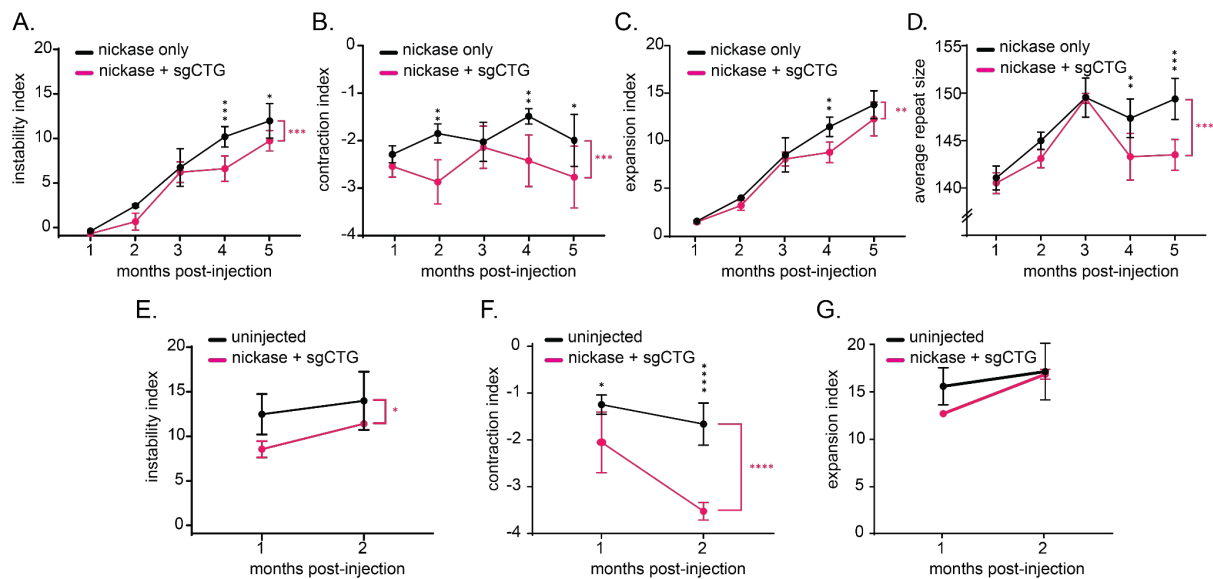 A.
nickase only
nickase + sgCTG
instability index
20
15
10
5
0
***
*
***
1 2 3 4 5
months post-injection
B.
nickase only
nickase + sgCTG
contraction index
-0
-1
-2
-3
-4
**
**
*
***
1 2 3 4 5
months post-injection
C.
nickase only
nickase + sgCTG
expansion index
20
15
10
5
0
**
**
1 2 3 4 5
months post-injection
D.
nickase only
nickase + sgCTG
average repeat size
155
150
145
140
**
***
***
1 2 3 4 5
months post-injection
E.
uninjected
nickase + sgCTG
instability index
20
15
10
5
0
*
1 2
months post-injection
F.
uninjected
nickase + sgCTG
contraction index
-0
-1
-2
-3
-4
*
****
****
1 2
months post-injection
G.
uninjected
nickase + sgCTG
expansion index
20
15
10
5
0
1 2
months post-injection